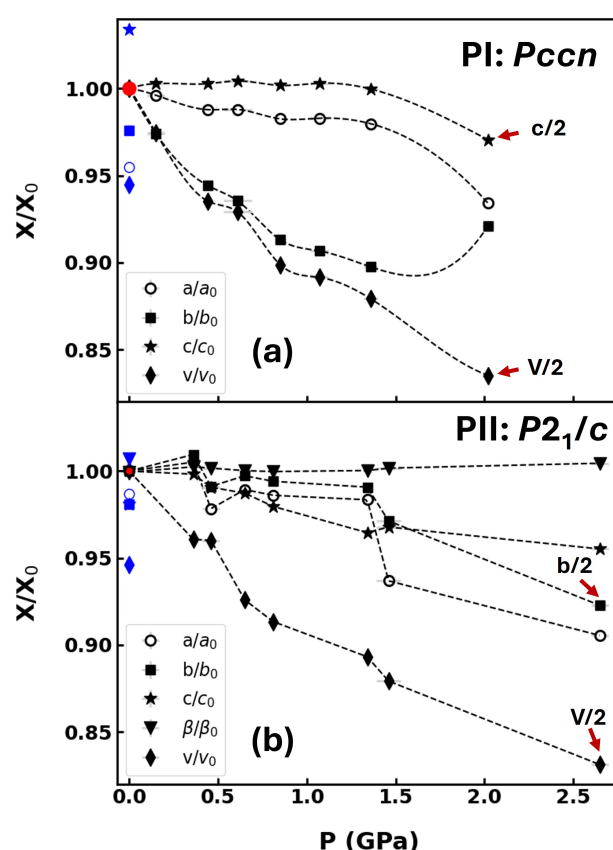 PI: Pccn
1.00
0.95
0.90
0.85
X/X₀
c/2
V/2
a/a₀
b/b₀
c/c₀
v/v₀
(a)
PII: P2₁/c
1.00
0.95
0.90
0.85
X/X₀
b/2
V/2
a/a₀
b/b₀
c/c₀
β/β₀
v/v₀
(b)
0.0 0.5 1.0 1.5 2.0 2.5
P (GPa)